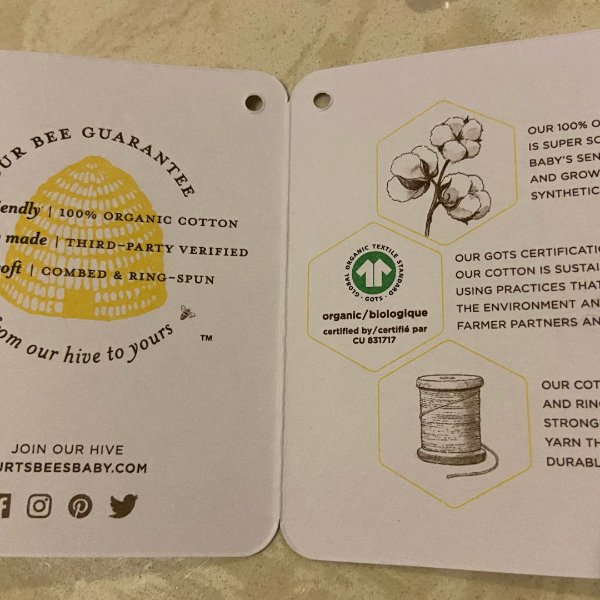 OUR BEE GUARANTEE
endly | 100% ORGANIC COTTON
made | THIRD-PARTY VERIFIED
oft | COMBED & RING-SPUN
om our hive to yours
TM
JOIN OUR HIVE
URTSBEESBABY.COM
OUR 100% O
IS SUPER SO
BABY'S SEN
AND GROW
SYNTHETIC
GLOBAL ORGANIC TEXTILE STANDARD
· GOTS ·
organic/biologique
certified by/certifié par
CU 831717
OUR GOTS CERTIFICATI
OUR COTTON IS SUSTAI
USING PRACTICES THAT
THE ENVIRONMENT AN
FARMER PARTNERS AN
OUR COT
AND RING
STRONG
YARN TH
DURABL